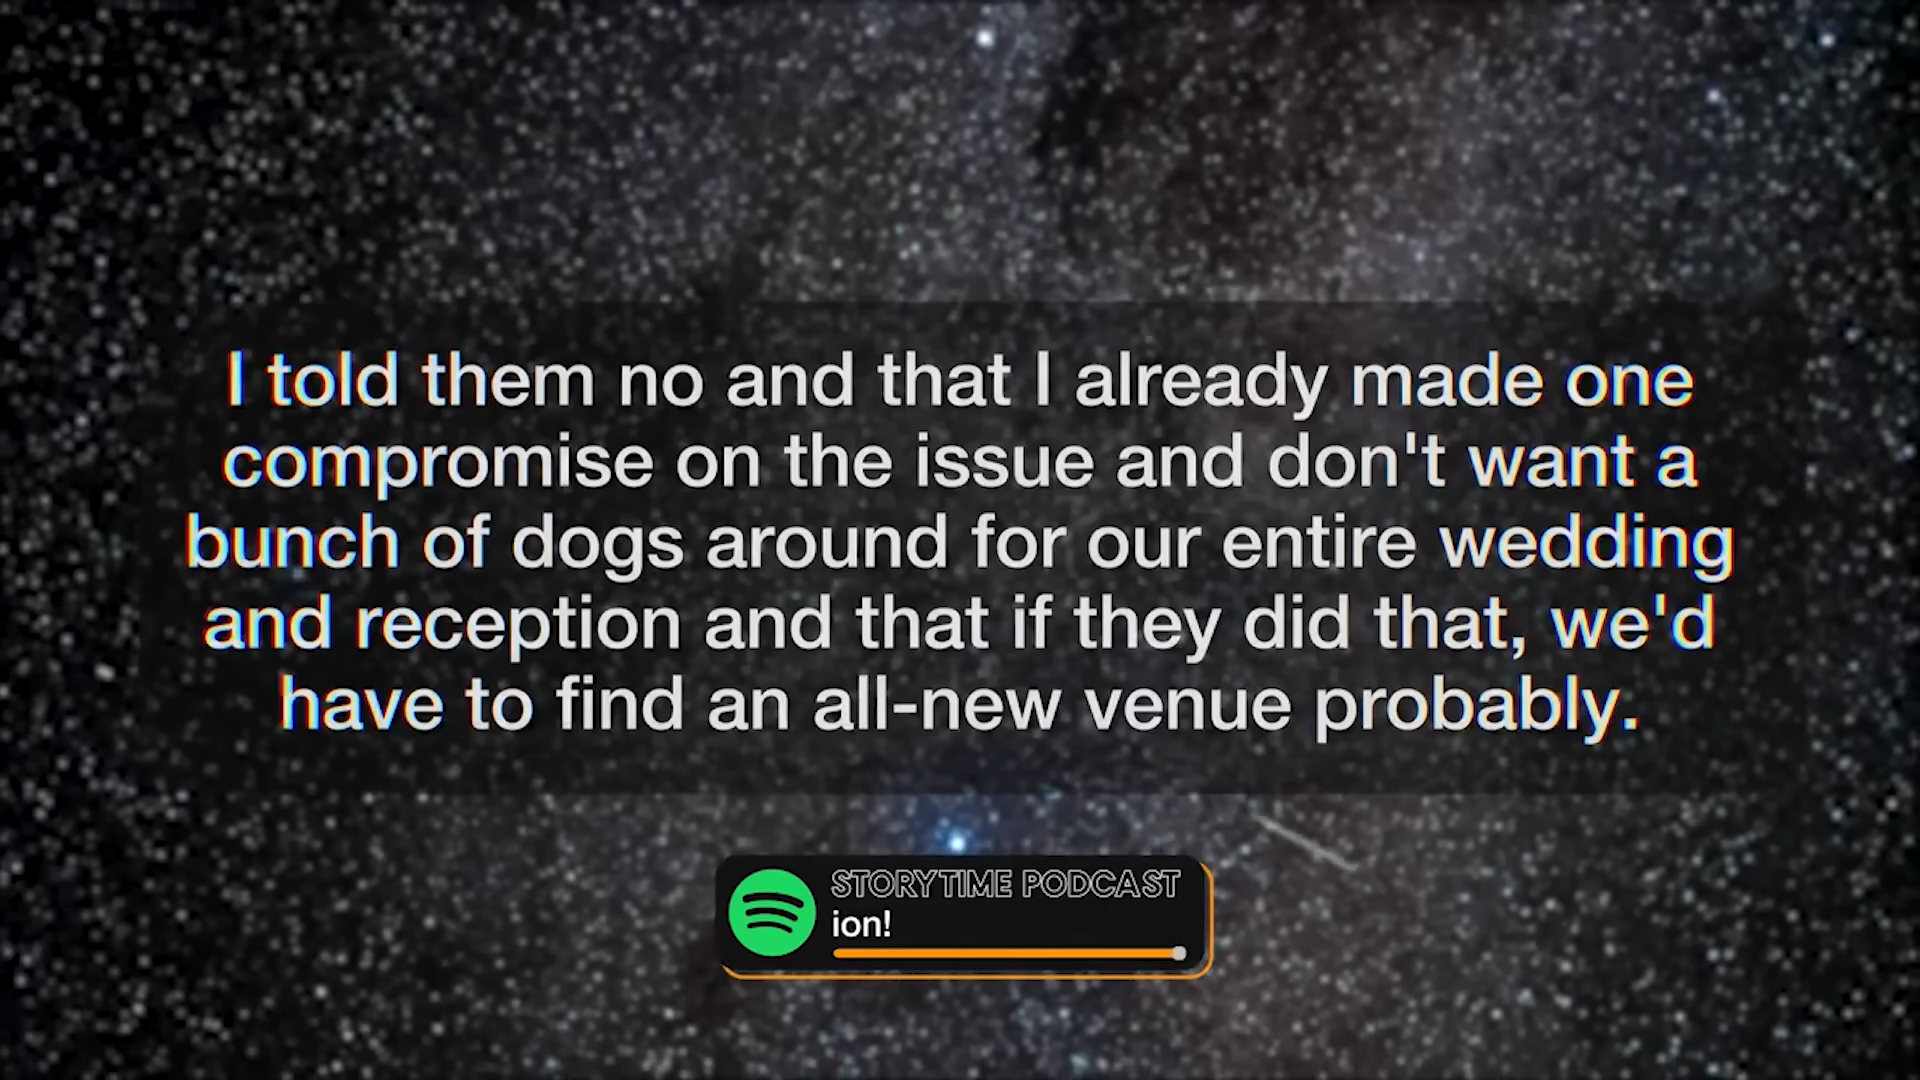 I told them no and that I already made one
compromise on the issue and don't want a
bunch of dogs around for our entire wedding
and reception and that if they did that, we'd
have to find an all-new venue probably.
STORYTIME PODCAST
ion!